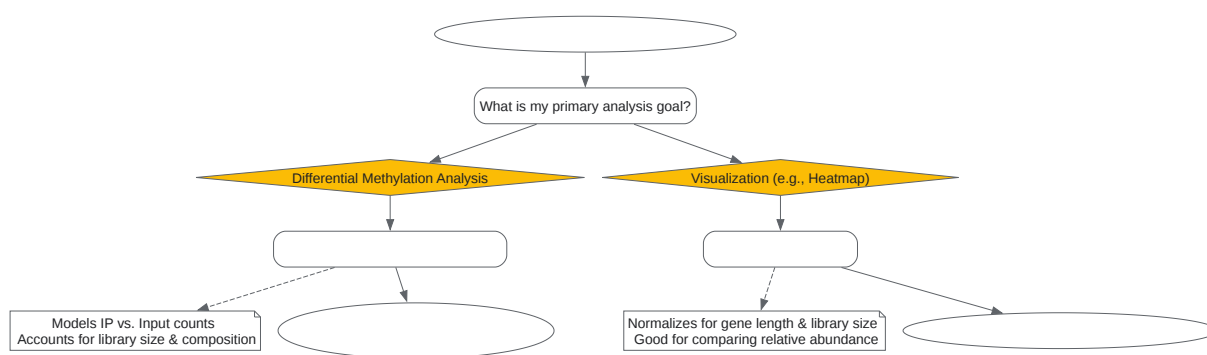 What is my primary analysis goal?
Differential Methylation Analysis
Visualization (e.g., Heatmap)
Models IP vs. Input counts
Accounts for library size & composition
Normalizes for gene length & library size
Good for comparing relative abundance